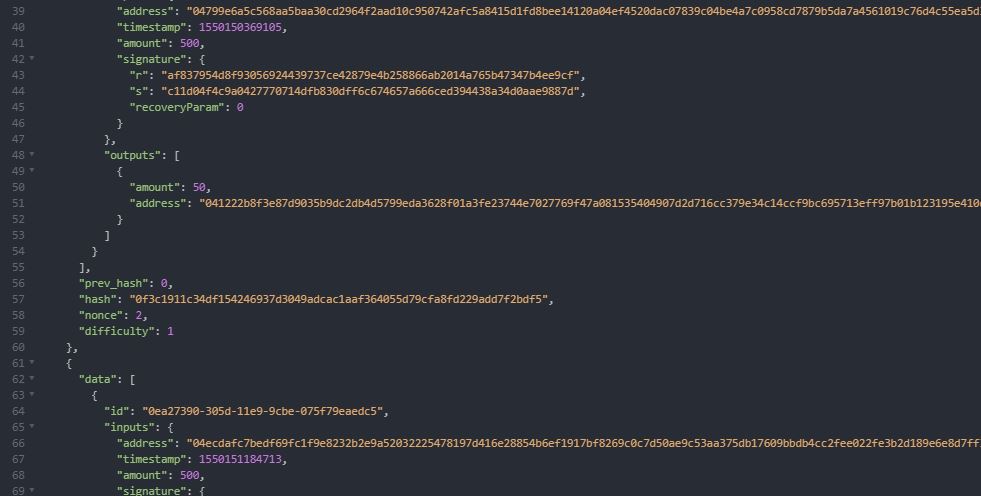 39 "address": "04799e6a5c568aa5baa30cd2964f2aad10c950742afc5a8415d1fd8bee14120a04ef4520dac07839c04be4a7c0958cd7879b5da7a4561019c76d4c55ea5d
40 "timestamp": 1550150369105,
41 "amount": 500,
42 "signature": {
43 "r": "af837954d8f93056924439737ce42879e4b258866ab2014a765b47347b4ee9cf",
44 "s": "c11d04f4c9a0427770714dfb830dff6c674657a666ced394438a34d0aae9887d",
45 "recoveryParam": 0
46 }
47 },
48 "outputs": [
49 {
50 "amount": 50,
51 "address": "041222b8f3e87d9035b9dc2db4d5799eda3628f01a3fe23744e7027769f47a081535404907d2d716cc379e34c14ccf9bc695713eff97b01b123195e410
52 }
53 ]
54 }
55 ],
56 "prev_hash": 0,
57 "hash": "0f3c1911c34df154246937d3049adcac1aaf364055d79cfa8fd229add7f2bdf5",
58 "nonce": 2,
59 "difficulty": 1
60 },
61 {
62 "data": [
63 {
64 "id": "0ea27390-305d-11e9-9cbe-075f79eaedc5",
65 "inputs": {
66 "address": "04ecdafc7bedf69fc1f9e8232b2e9a52032225478197d416e28854b6ef1917bf8269c0c7d50ae9c53aa375db17609bbdb4cc2fee022fe3b2d189e6e8d7ff
67 "timestamp": 1550151184713,
68 "amount": 500,
69 "signature": {